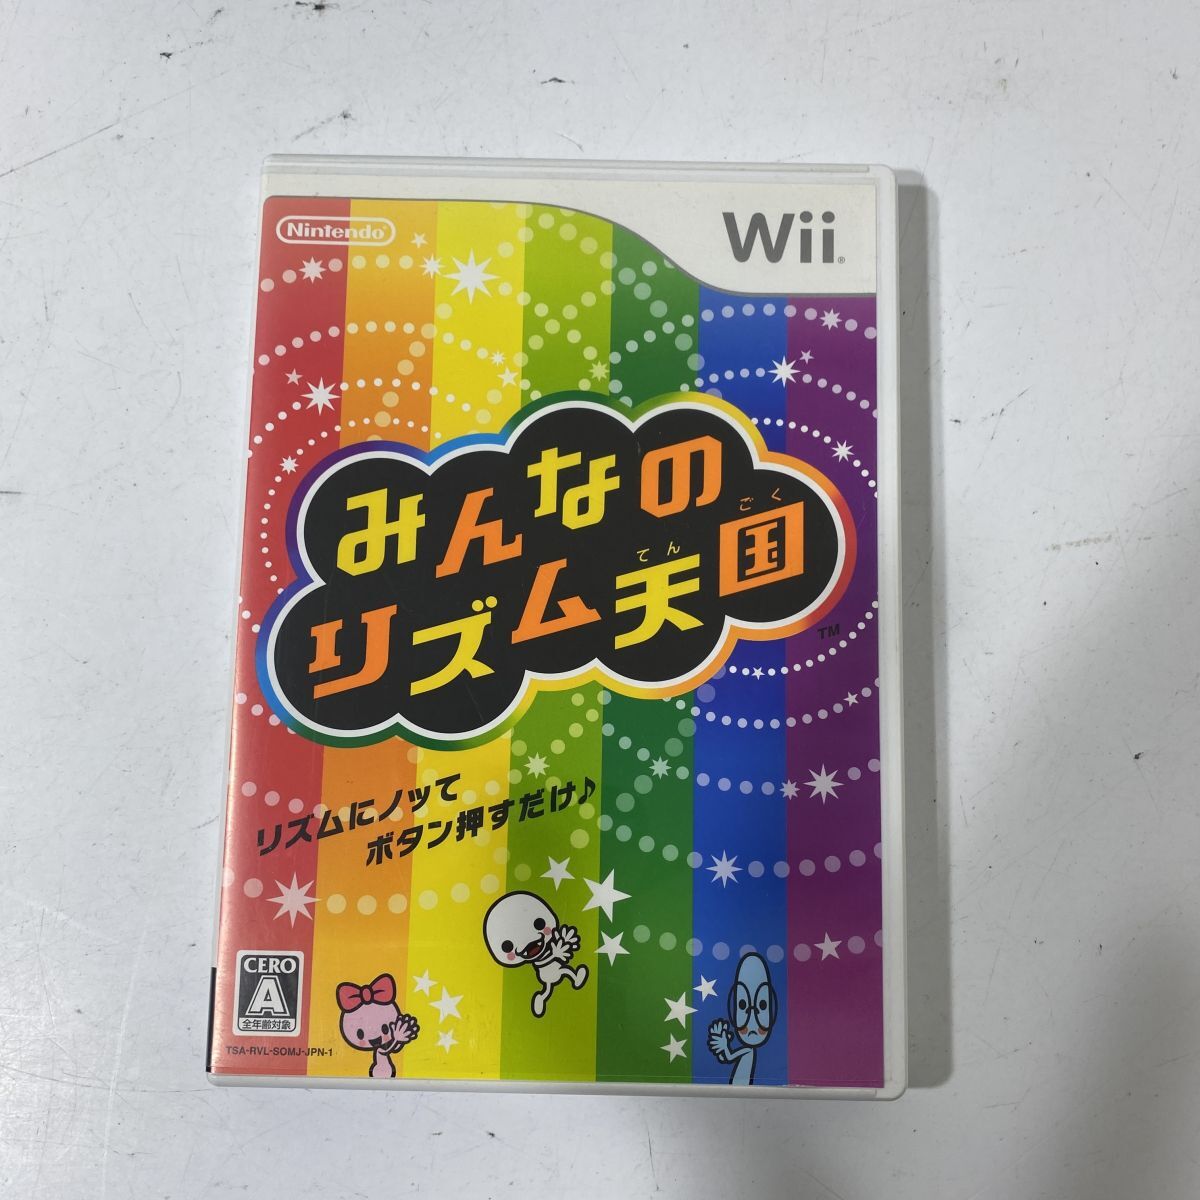 Nintendo
Wii®
みんなの
リズム天国
てん
ごく
TM
リズムにノッて
ボタン押すだけ♪
CERO
A
全年齢対象
TSA-RVL-SOMJ-JPN-1